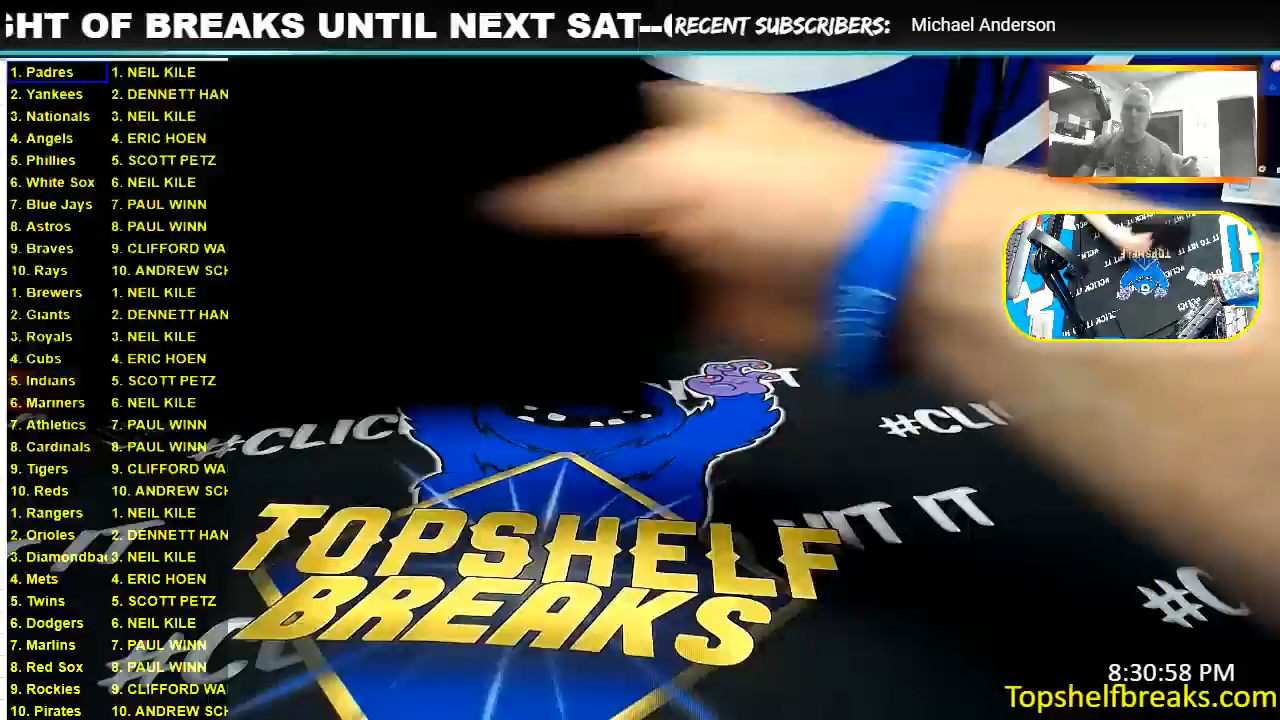 GHT OF BREAKS UNTIL NEXT SAT--(
RECENT SUBSCRIBERS: Michael Anderson
1. Padres 1. NEIL KILE
2. Yankees 2. DENNETT HAN
3. Nationals 3. NEIL KILE
4. Angels 4. ERIC HOEN
5. Phillies 5. SCOTT PETZ
6. White Sox 6. NEIL KILE
7. Blue Jays 7. PAUL WINN
8. Astros 8. PAUL WINN
9. Braves 9. CLIFFORD WA
10. Rays 10. ANDREW SCH
1. Brewers 1. NEIL KILE
2. Giants 2. DENNETT HAN
3. Royals 3. NEIL KILE
4. Cubs 4. ERIC HOEN
5. Indians 5. SCOTT PETZ
6. Mariners 6. NEIL KILE
7. Athletics 7. PAUL WINN
8. Cardinals 8. PAUL WINN
9. Tigers 9. CLIFFORD WA
10. Reds 10. ANDREW SCH
1. Rangers 1. NEIL KILE
2. Orioles 2. DENNETT HAN
3. Diamondba 3. NEIL KILE
4. Mets 4. ERIC HOEN
5. Twins 5. SCOTT PETZ
6. Dodgers 6. NEIL KILE
7. Marlins 7. PAUL WINN
8. Red Sox 8. PAUL WINN
9. Rockies 9. CLIFFORD WA
10. Pirates 10. ANDREW SCH
#CLIC
#CLI
HIT IT
TOPSHELF
BREAKS
#C
#C
8:30:58 PM
Topshelfbreaks.com